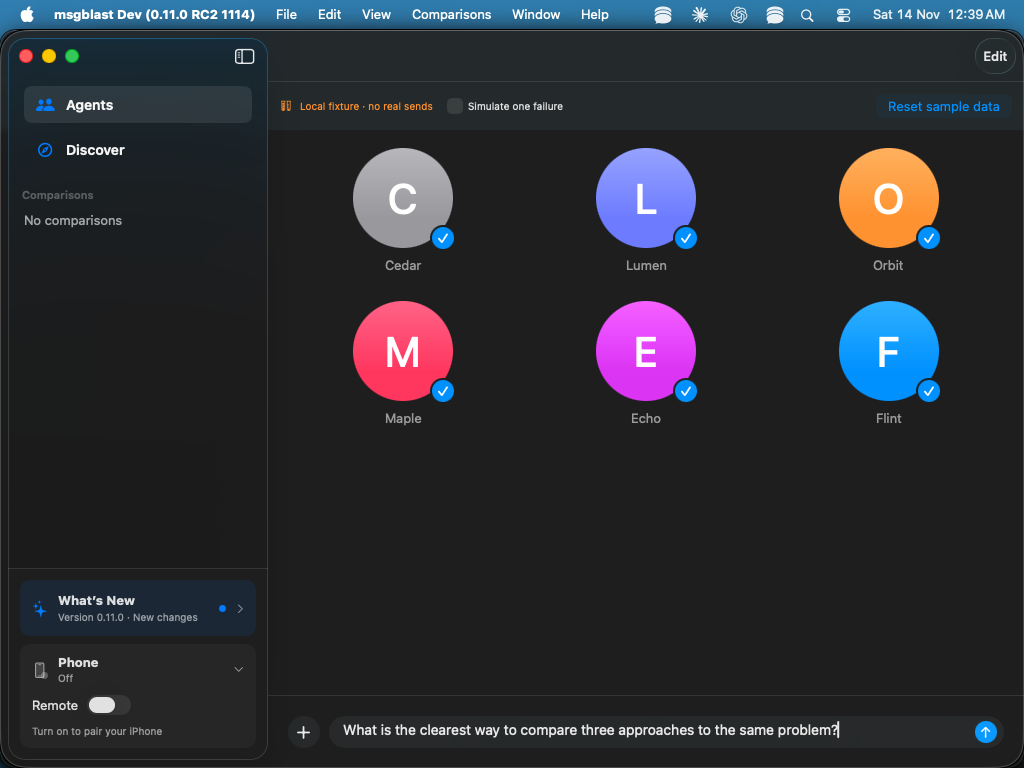 msgblast Dev (0.11.0 RC2 1114) File Edit View Comparisons Window Help Sat 14 Nov 12:39 AM
Edit
Agents
Discover
Comparisons
No comparisons
Local fixture · no real sends Simulate one failure Reset sample data
C L O
Cedar Lumen Orbit
M E F
Maple Echo Flint
What's New
Version 0.11.0 · New changes
Phone
Off
Remote
Turn on to pair your iPhone
What is the clearest way to compare three approaches to the same problem?